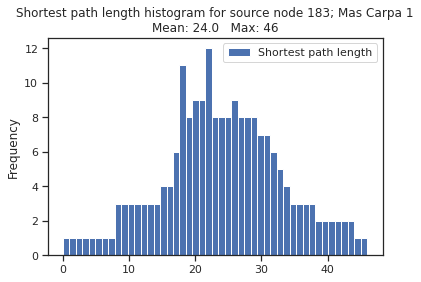 Shortest path length histogram for source node 183; Mas Carpa 1
Mean: 24.0   Max: 46
Shortest path length
Frequency
12
10
8
6
4
2
0
0 10 20 30 40